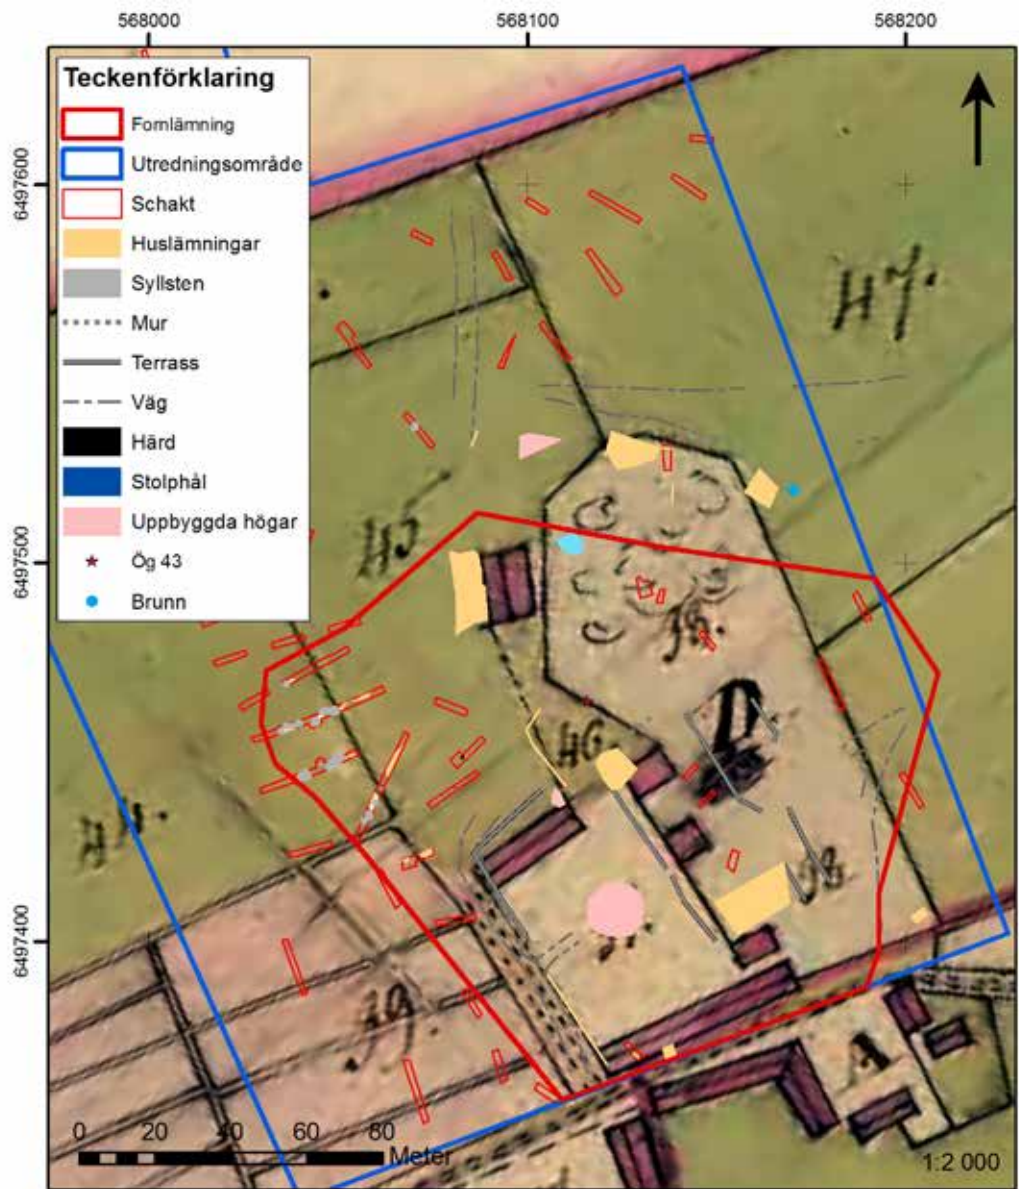 568000 568100 568200
Teckenförklaring
Fornlämning
Utredningsområde
Schakt
Huslämningar
Syllsten
Mur
Terrass
Väg
Härd
Stolphål
Uppbyggda högar
Ög 43
Brunn
6497600
6497500
6497400
H7.
H5
H6
D
A
0 20 40 60 80
Meter
1:2 000